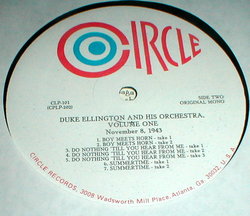 CIRCLE
CLP-101
(CPLP-102)
SIDE TWO
ORIGINAL MONO
DUKE ELLINGTON AND HIS ORCHESTRA,
VOLUME ONE
November 8, 1943
1. BOY MEETS HORN - take 1
2. BOY MEETS HORN - take
3. DO NOTHING 'TILL YOU HEAR FROM ME - take 1
4. DO NOTHING 'TILL YOU HEAR FROM ME - take 2
5. DO NOTHING 'TILL YOU HEAR FROM ME - take 3
6. SUMMERTIME - take 1
7. SUMMERTIME - take 2
CIRCLE RECORDS, 3008 Wadsworth Mill Place, Atlanta, Ga. 30032, U.S.A.